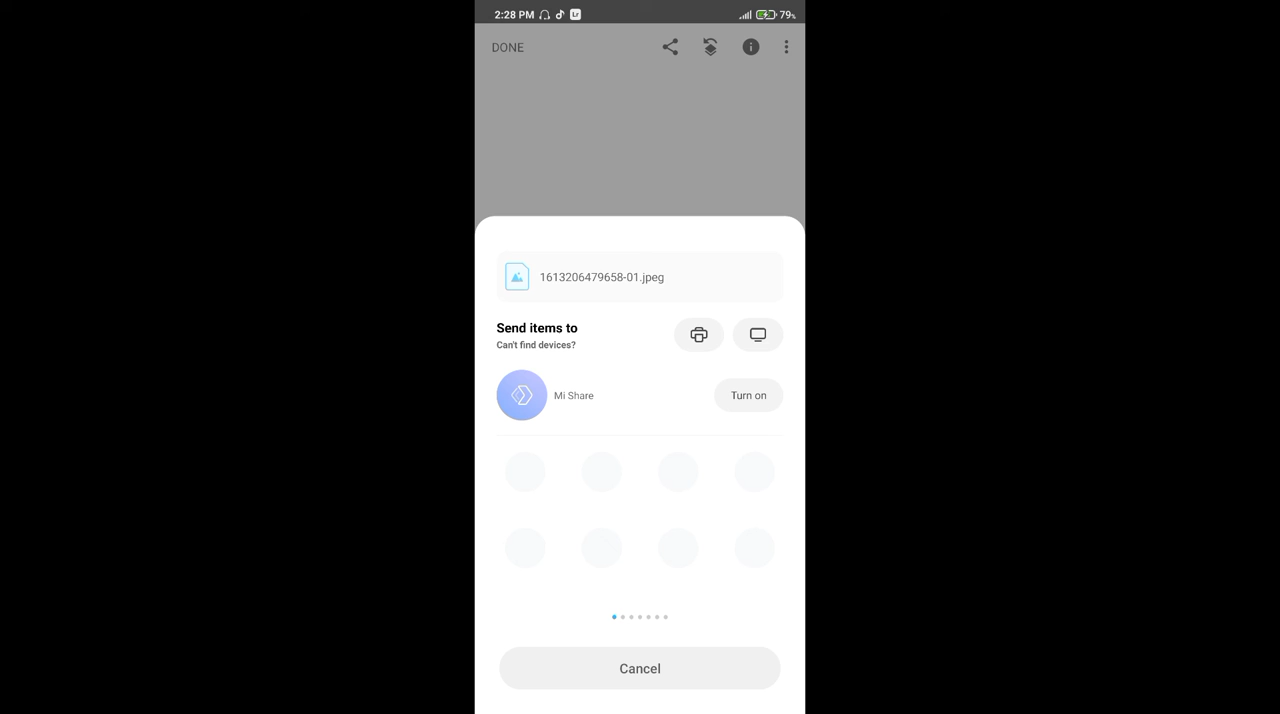 2:28 PM Lr 79%
DONE
1613206479658-01.jpeg
Send items to
Can't find devices?
Mi Share Turn on
Cancel